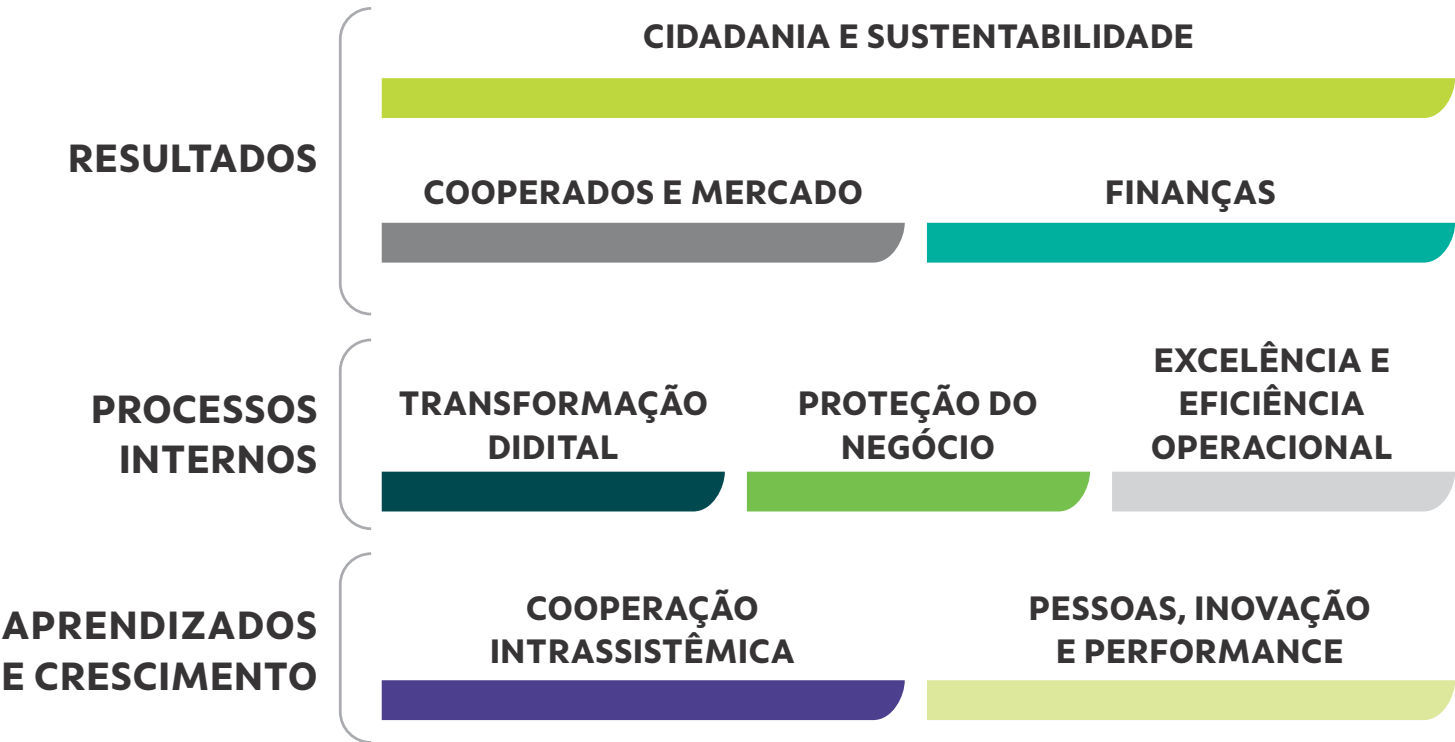 RESULTADOS
CIDADANIA E SUSTENTABILIDADE
COOPERADOS E MERCADO
FINANÇAS
PROCESSOS
INTERNOS
TRANSFORMAÇÃO
DIDITAL
PROTEÇÃO DO
NEGÓCIO
EXCELÊNCIA E
EFICIÊNCIA
OPERACIONAL
APRENDIZADOS
E CRESCIMENTO
COOPERAÇÃO
INTRASSISTÊMICA
PESSOAS, INOVAÇÃO
E PERFORMANCE